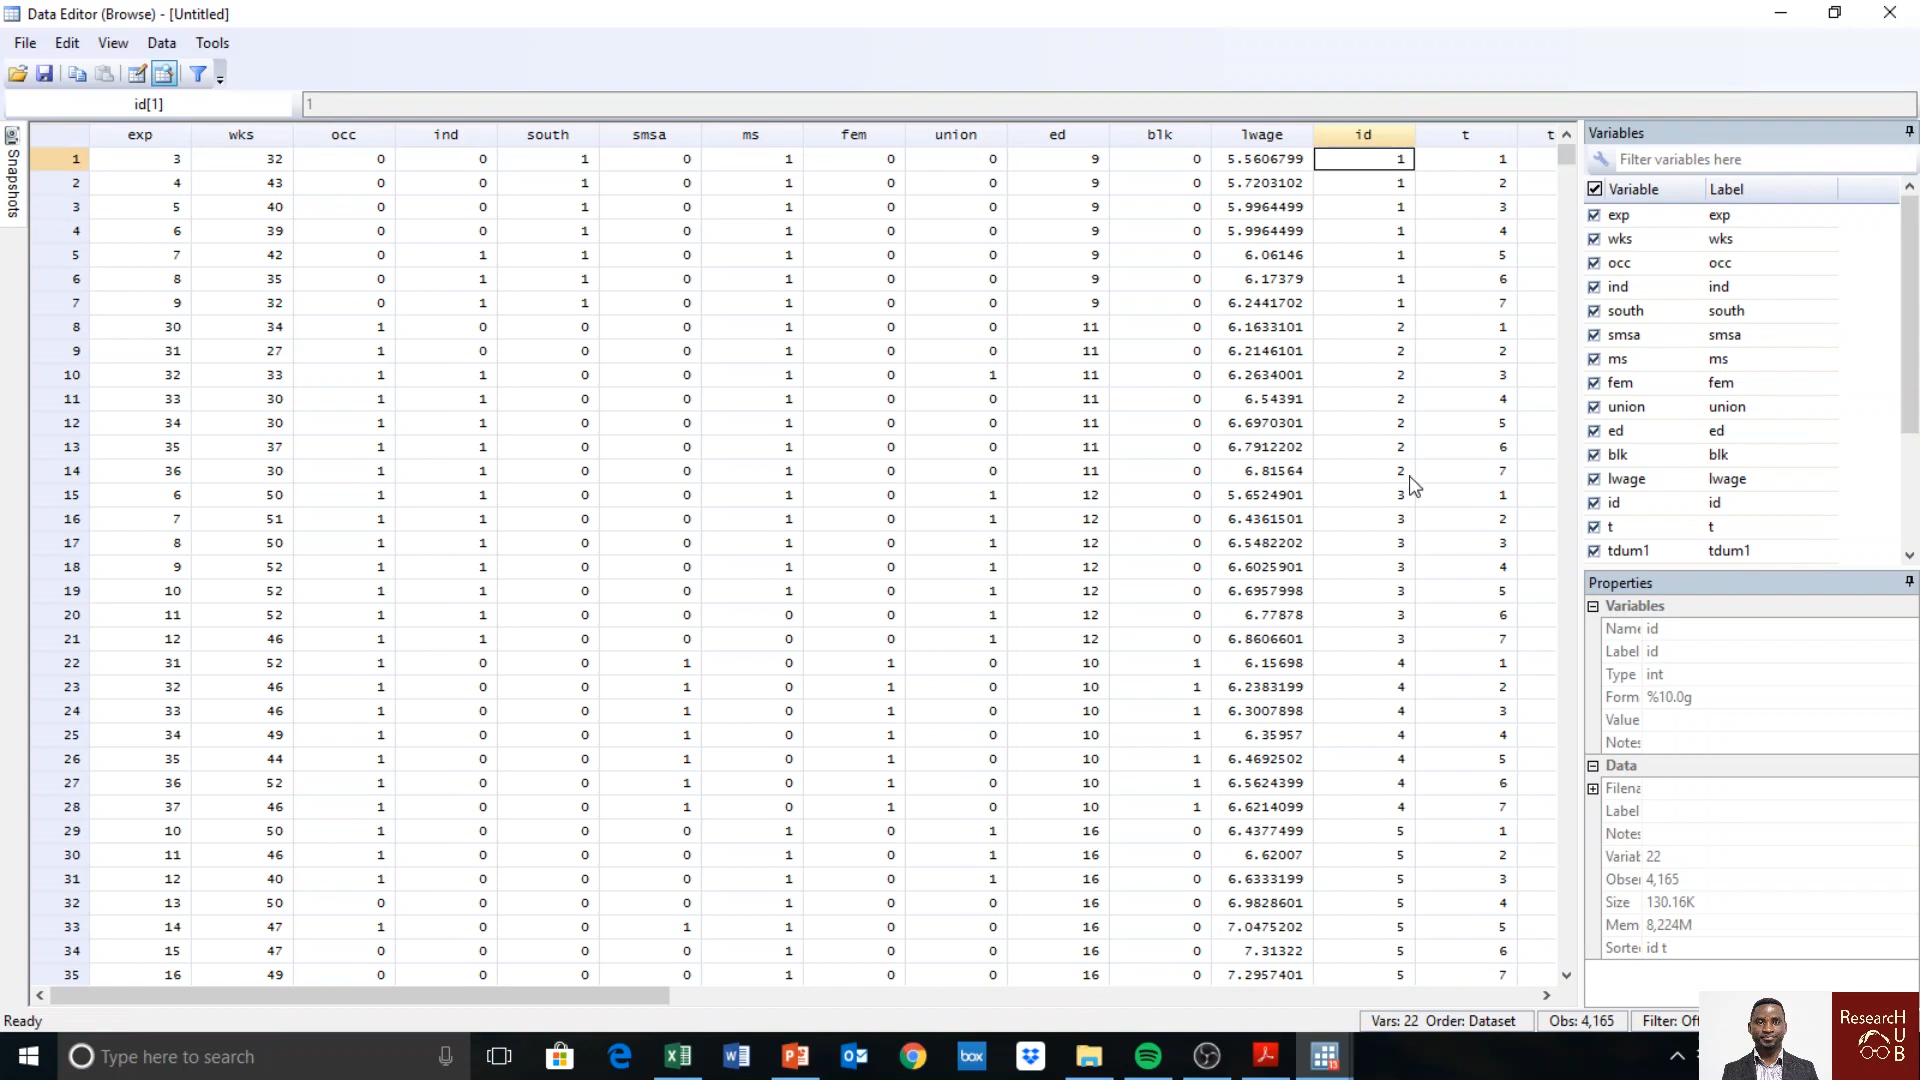 Data Editor (Browse) - [Untitled]
File Edit View Data Tools
id[1] 1
Snapshots
exp wks occ ind south smsa ms fem union ed blk lwage id t t
1 3 32 0 0 1 0 1 0 0 9 0 5.5606799 1 1
2 4 43 0 0 1 0 1 0 0 9 0 5.7203102 1 2
3 5 40 0 0 1 0 1 0 0 9 0 5.9964499 1 3
4 6 39 0 0 1 0 1 0 0 9 0 5.9964499 1 4
5 7 42 0 1 1 0 1 0 0 9 0 6.06146 1 5
6 8 35 0 1 1 0 1 0 0 9 0 6.17379 1 6
7 9 32 0 1 1 0 1 0 0 9 0 6.2441702 1 7
8 30 34 1 0 0 0 1 0 0 11 0 6.1633101 2 1
9 31 27 1 0 0 0 1 0 0 11 0 6.2146101 2 2
10 32 33 1 1 0 0 1 0 1 11 0 6.2634001 2 3
11 33 30 1 1 0 0 1 0 0 11 0 6.54391 2 4
12 34 30 1 1 0 0 1 0 0 11 0 6.6970301 2 5
13 35 37 1 1 0 0 1 0 0 11 0 6.7912202 2 6
14 36 30 1 1 0 0 1 0 0 11 0 6.81564 2 7
15 6 50 1 1 0 0 1 0 1 12 0 5.6524901 3 1
16 7 51 1 1 0 0 1 0 1 12 0 6.4361501 3 2
17 8 50 1 1 0 0 1 0 1 12 0 6.5482202 3 3
18 9 52 1 1 0 0 1 0 1 12 0 6.6025901 3 4
19 10 52 1 1 0 0 1 0 1 12 0 6.6957998 3 5
20 11 52 1 1 0 0 0 0 1 12 0 6.77878 3 6
21 12 46 1 1 0 0 0 0 1 12 0 6.8606601 3 7
22 31 52 1 0 0 1 0 1 0 10 1 6.15698 4 1
23 32 46 1 0 0 1 0 1 0 10 1 6.2383199 4 2
24 33 46 1 0 0 1 0 1 0 10 1 6.3007898 4 3
25 34 49 1 0 0 1 0 1 0 10 1 6.35957 4 4
26 35 44 1 0 0 1 0 1 0 10 1 6.4692502 4 5
27 36 52 1 0 0 1 0 1 0 10 1 6.5624399 4 6
28 37 46 1 0 0 1 0 1 0 10 1 6.6214099 4 7
29 10 50 1 0 0 0 1 0 1 16 0 6.4377499 5 1
30 11 46 1 0 0 0 1 0 1 16 0 6.62007 5 2
31 12 40 1 0 0 0 1 0 1 16 0 6.6333199 5 3
32 13 50 0 0 0 0 1 0 0 16 0 6.9828601 5 4
33 14 47 1 0 0 1 1 0 0 16 0 7.0475202 5 5
34 15 47 0 0 0 0 1 0 0 16 0 7.31322 5 6
35 16 49 0 0 0 0 1 0 0 16 0 7.2957401 5 7
Variables
Filter variables here
Variable Label
exp exp
wks wks
occ occ
ind ind
south south
smsa smsa
ms ms
fem fem
union union
ed ed
blk blk
lwage lwage
id id
t t
tdum1 tdum1
Properties
Variables
Name id
Label id
Type int
Form %10.0g
Value
Notes
Data
Filena
Label
Notes
Variab 22
Obser 4,165
Size 130.16K
Mem 8,224M
Sorte id t
Ready Vars: 22 Order: Dataset Obs: 4,165 Filter: Off
Type here to search
box
13
ResearcH
U
B